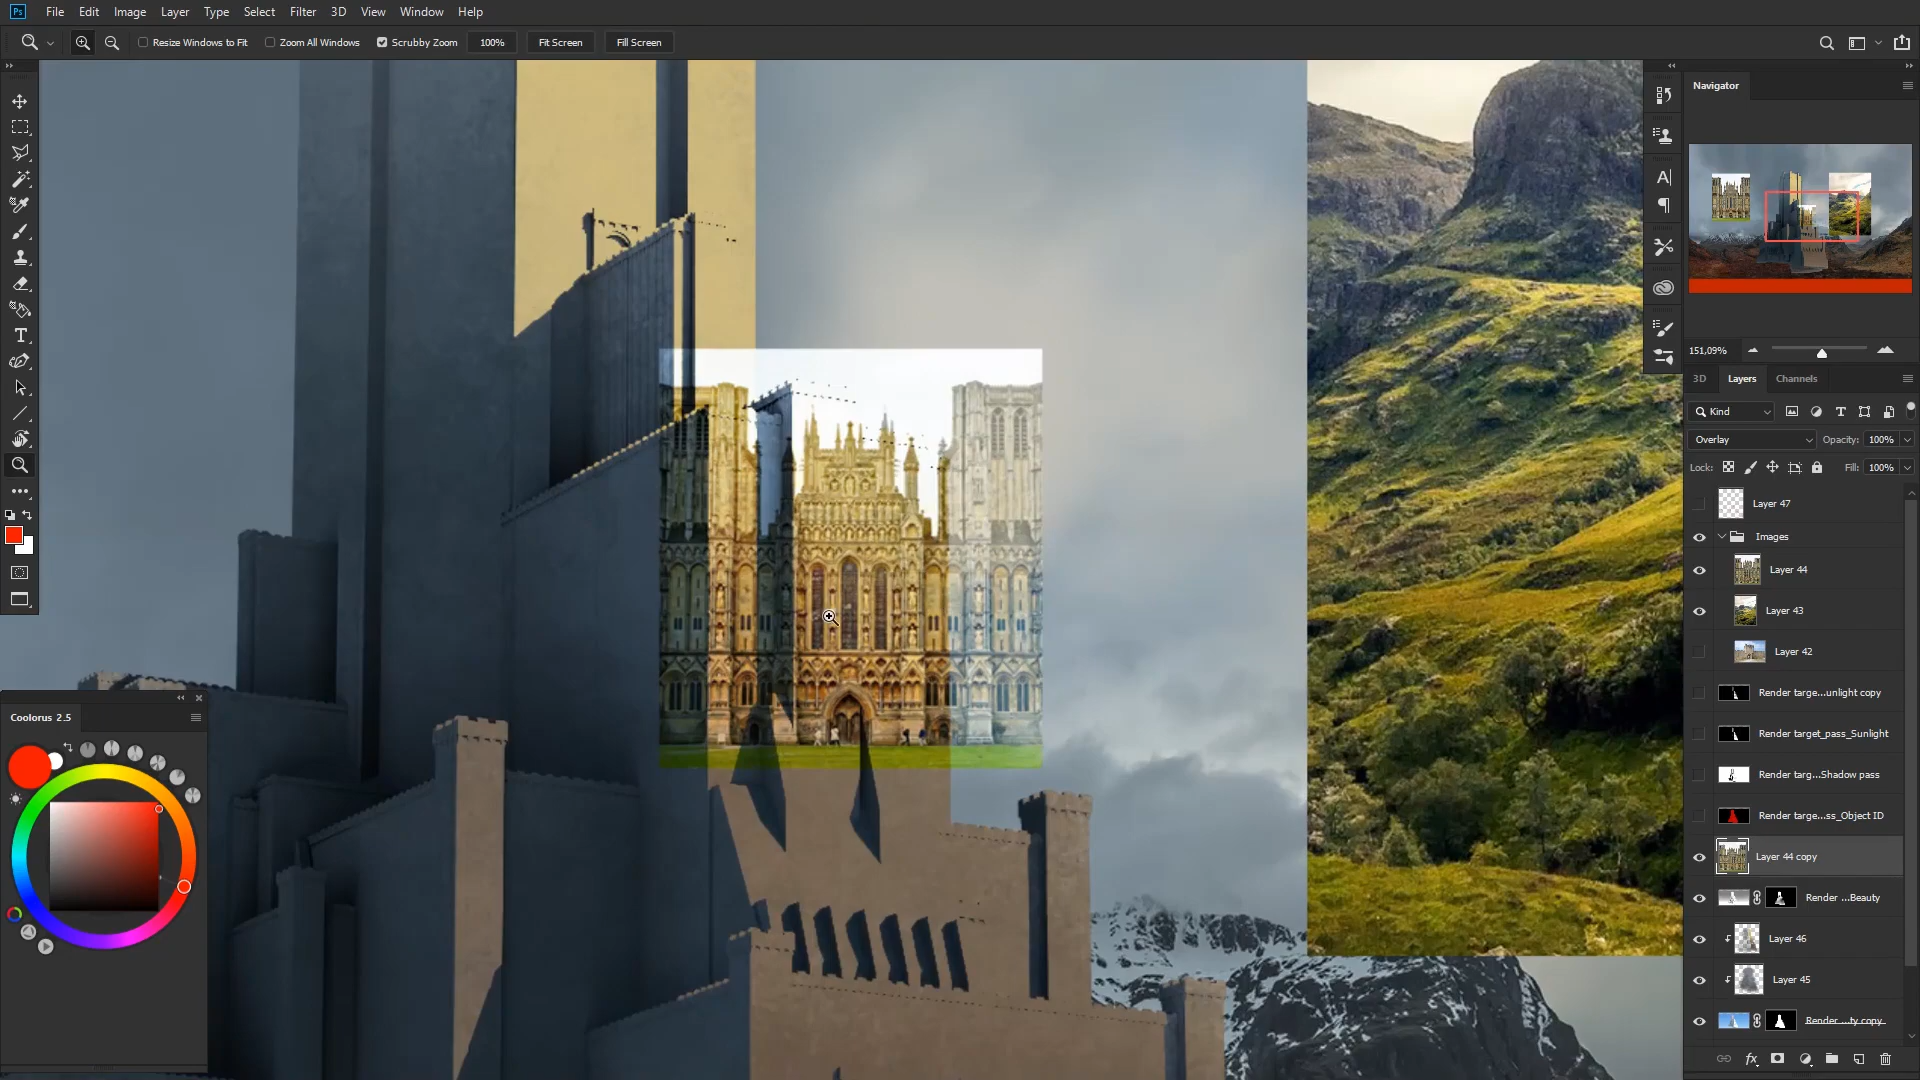 Ps File Edit Image Layer Type Select Filter 3D View Window Help
Resize Windows to Fit Zoom All Windows Scrubby Zoom 100% Fit Screen Fill Screen
Navigator
151,09%
3D Layers Channels
Kind
Overlay Opacity: 100%
Lock: Fill: 100%
Layer 47
Images
Layer 44
Layer 43
Layer 42
Render targe...unlight copy
Render target_pass_Sunlight
Render targ...Shadow pass
Render targe...ss_Object ID
Layer 44 copy
Render ...Beauty
Layer 46
Layer 45
Render ...ty copy
Coolorus 2.5